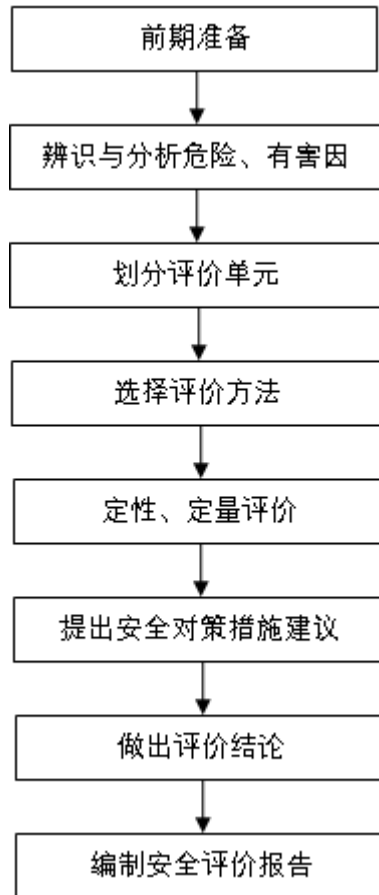 前期准备
辨识与分析危险、有害因
划分评价单元
选择评价方法
定性、定量评价
提出安全对策措施建议
做出评价结论
编制安全评价报告